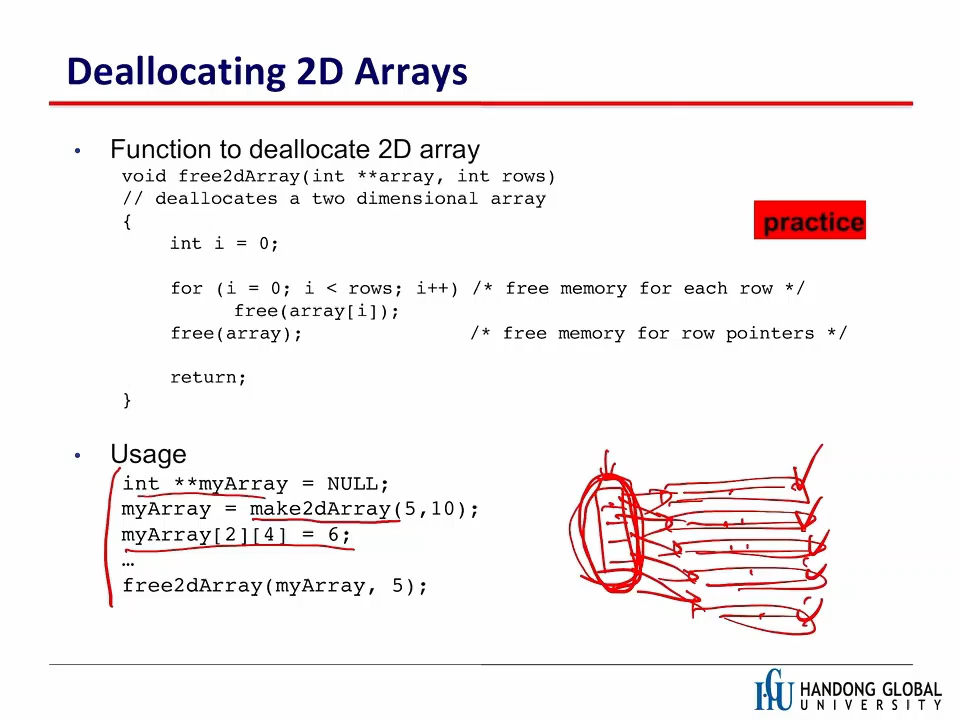 Deallocating 2D Arrays
• Function to deallocate 2D array
void free2dArray(int **array, int rows)
// deallocates a two dimensional array
{
practice
int i = 0;
for (i = 0; i < rows; i++) /* free memory for each row */
free(array[i]);
free(array); /* free memory for row pointers */
return;
}
• Usage
int **myArray = NULL;
myArray = make2dArray(5,10);
myArray[2][4] = 6;
…
free2dArray(myArray, 5);
HGU HANDONG GLOBAL
UNIVERSITY